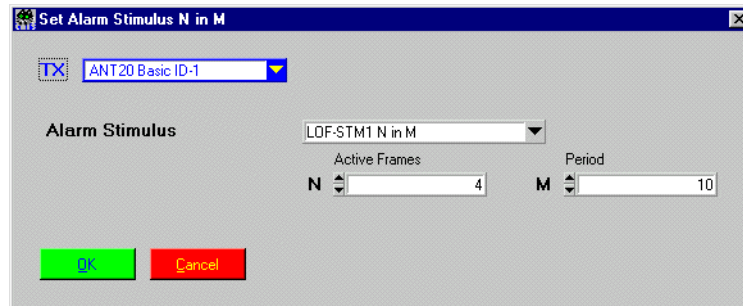 Set Alarm Stimulus N in M
TX ANT20 Basic ID-1
Alarm Stimulus LOF-STM1 N in M
Active Frames Period
N 4 M 10
OK Cancel